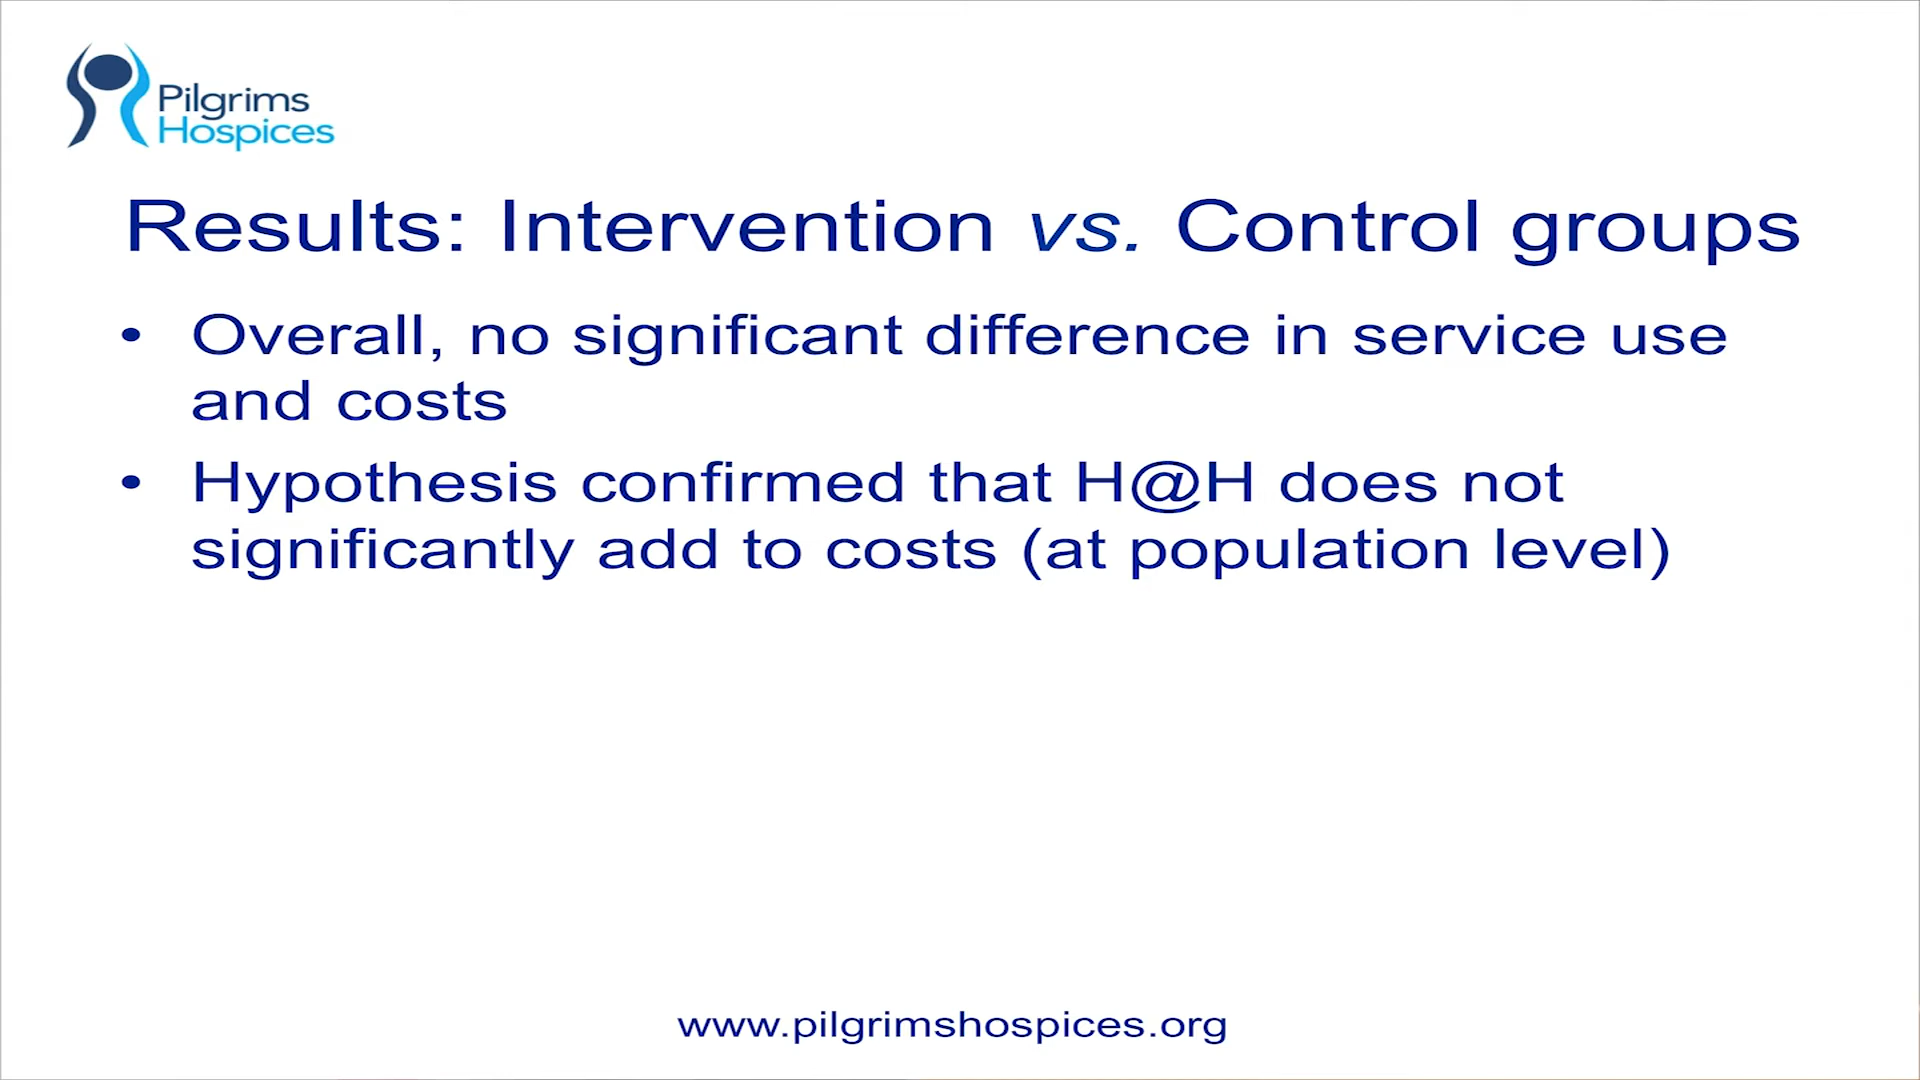 Pilgrims
Hospices
Results: Intervention vs. Control groups
• Overall, no significant difference in service use
and costs
• Hypothesis confirmed that H@H does not
significantly add to costs (at population level)
www.pilgrimshospices.org